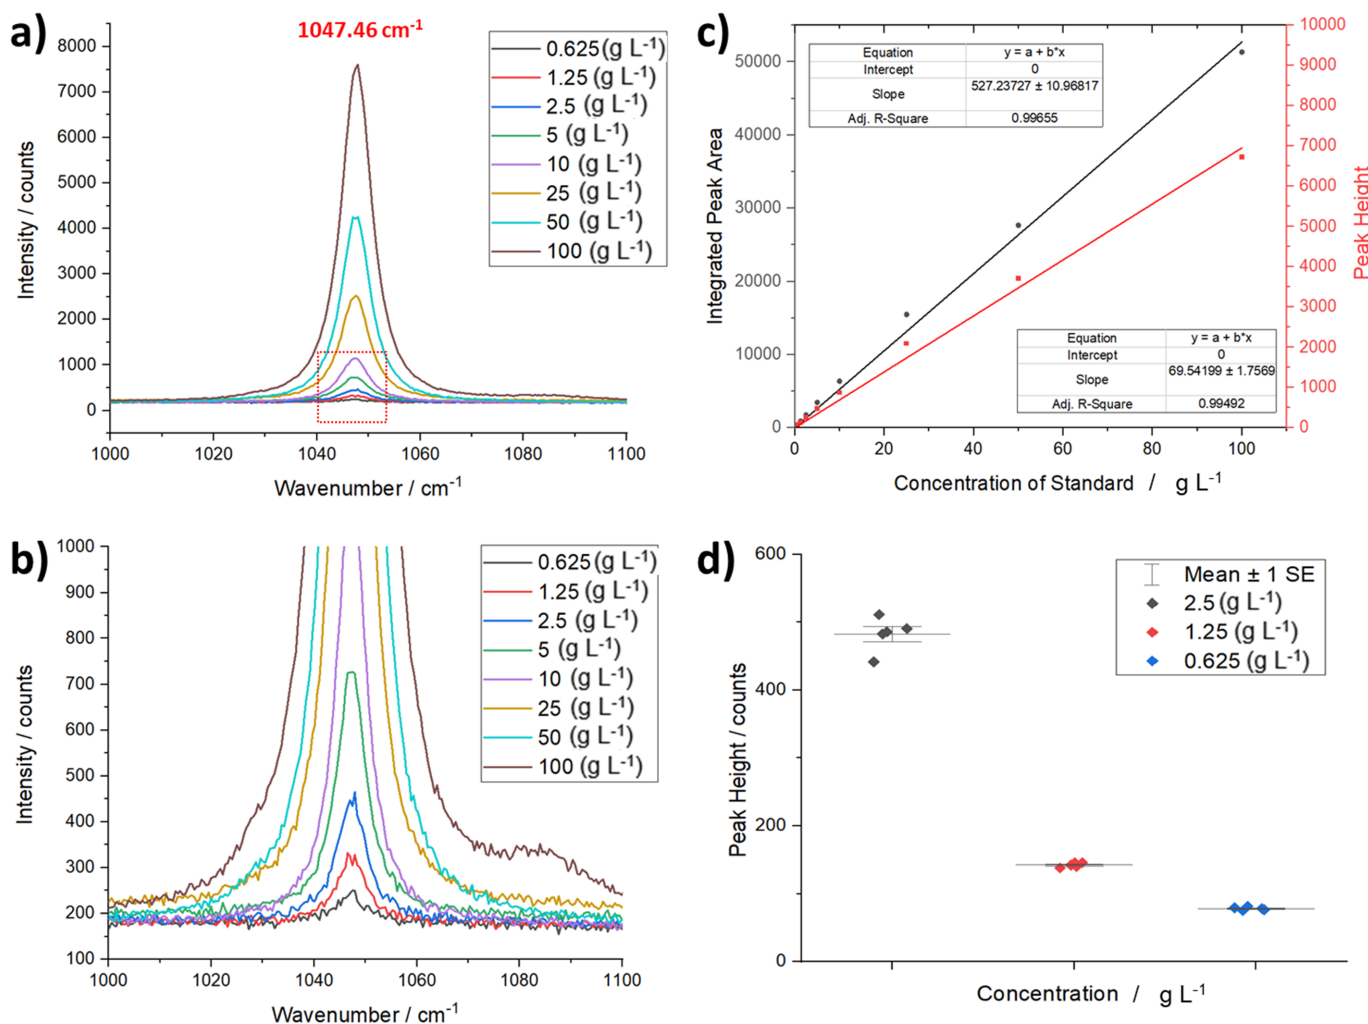 a)
1047.46 cm⁻¹
8000
7000
6000
5000
4000
3000
2000
1000
0
Intensity / counts
1000
1020
1040
1060
1080
1100
Wavenumber / cm⁻¹
0.625(g L⁻¹)
1.25 (g L⁻¹)
2.5 (g L⁻¹)
5 (g L⁻¹)
10 (g L⁻¹)
25 (g L⁻¹)
50 (g L⁻¹)
100 (g L⁻¹)
c)
50000
40000
30000
20000
10000
0
Integrated Peak Area
Equation y = a + b*x
Intercept 0
Slope 527.23727 ± 10.96817
Adj. R-Square 0.99655
Equation y = a + b*x
Intercept 0
Slope 69.54199 ± 1.7569
Adj. R-Square 0.99492
10000
9000
8000
7000
6000
5000
4000
3000
2000
1000
0
Peak Height
0
20
40
60
80
100
Concentration of Standard / g L⁻¹
b)
1000
900
800
700
600
500
400
300
200
100
Intensity / counts
1000
1020
1040
1060
1080
1100
Wavenumber / cm⁻¹
0.625(g L⁻¹)
1.25 (g L⁻¹)
2.5 (g L⁻¹)
5 (g L⁻¹)
10 (g L⁻¹)
25 (g L⁻¹)
50 (g L⁻¹)
100 (g L⁻¹)
d)
600
400
200
0
Peak Height / counts
Mean ± 1 SE
2.5 (g L⁻¹)
1.25 (g L⁻¹)
0.625 (g L⁻¹)
Concentration / g L⁻¹